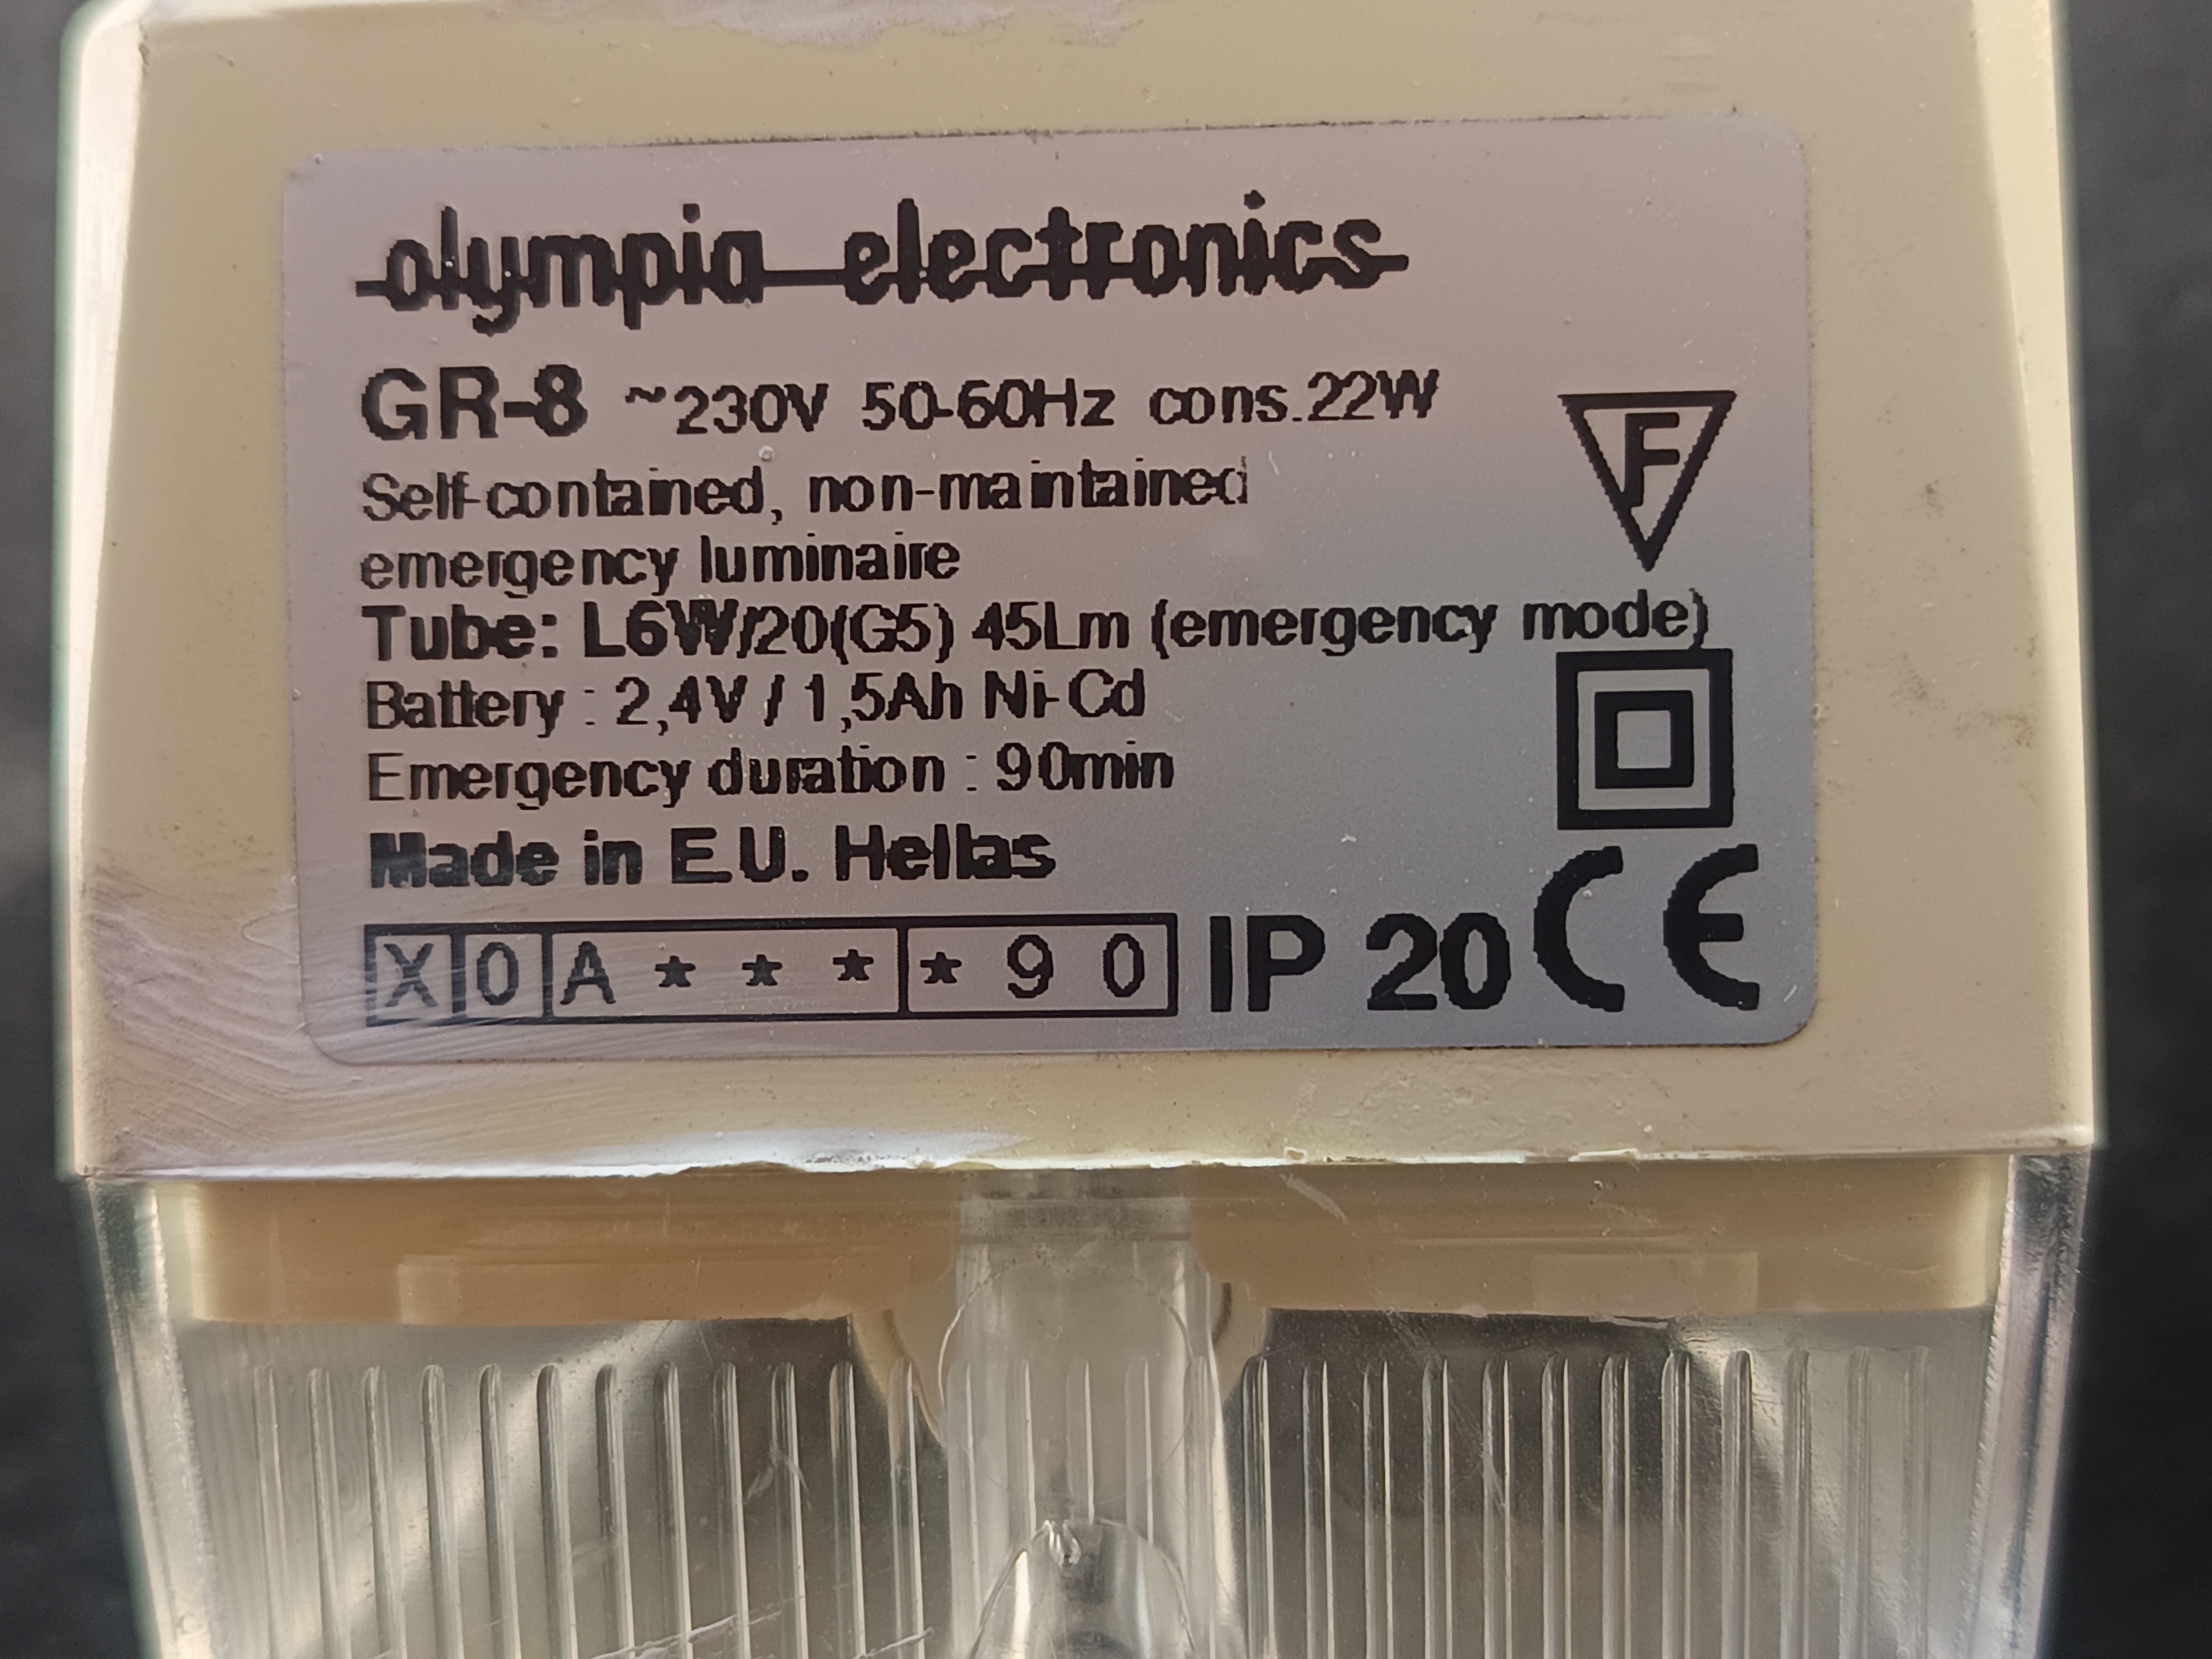 olympia electronics
GR-8 ~230V 50-60Hz cons.22W
F
Self-contained, non-maintained
emergency luminaire
Tube: L6W/20(G5) 45Lm (emergency mode)
Battery : 2,4V / 1,5Ah Ni-Cd
Emergency duration : 90min
Made in E.U. Hellas
X 0 A * * * * 9 0 IP 20 CE